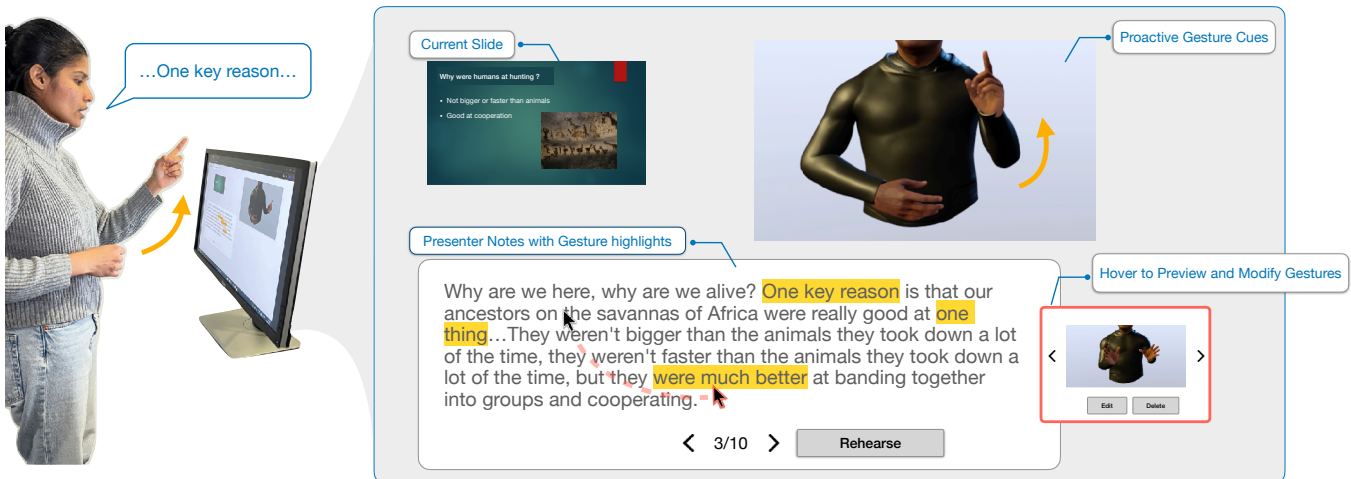 …One key reason…
Current Slide
Why were humans at hunting ?
• Not bigger or faster than animals
• Good at cooperation
Proactive Gesture Cues
Presenter Notes with Gesture highlights
Why are we here, why are we alive? One key reason is that our
ancestors on the savannas of Africa were really good at one
thing…They weren't bigger than the animals they took down a lot
of the time, they weren't faster than the animals they took down a
lot of the time, but they were much better at banding together
into groups and cooperating.
3/10
Rehearse
Hover to Preview and Modify Gestures
Edit
Delete